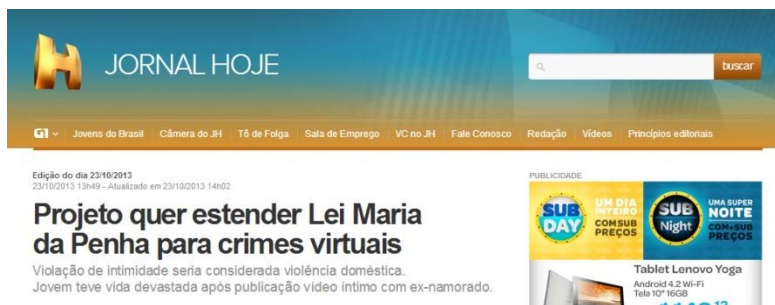 H JORNAL HOJE
buscar
G1 Jovens do Brasil Câmera do JH Tô de Folga Sala de Emprego VC no JH Fale Conosco Redação Vídeos Princípios editoriais
Edição do dia 23/10/2013
23/10/2013 13h49 - Atualizado em 23/10/2013 14h02
Projeto quer estender Lei Maria
da Penha para crimes virtuais
Violação de intimidade seria considerada violência doméstica.
Jovem teve vida devastada após publicação vídeo íntimo com ex-namorado.
PUBLICIDADE
SUB
DAY
UM DIA
INTEIRO
COM SUB
PREÇOS
SUB
Night
UMA SUPER
NOITE
COM+SUB
PREÇOS
Tablet Lenovo Yoga
Android 4.2 Wi-Fi
Tela 10" 16GB